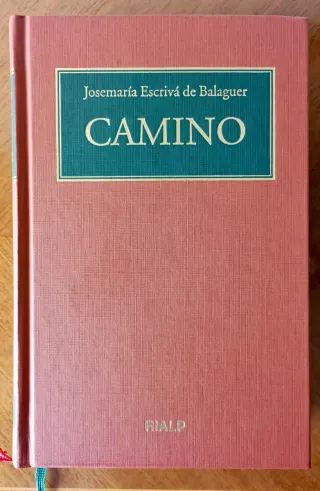 Josemaría Escrivá de Balaguer
CAMINO
RIALP